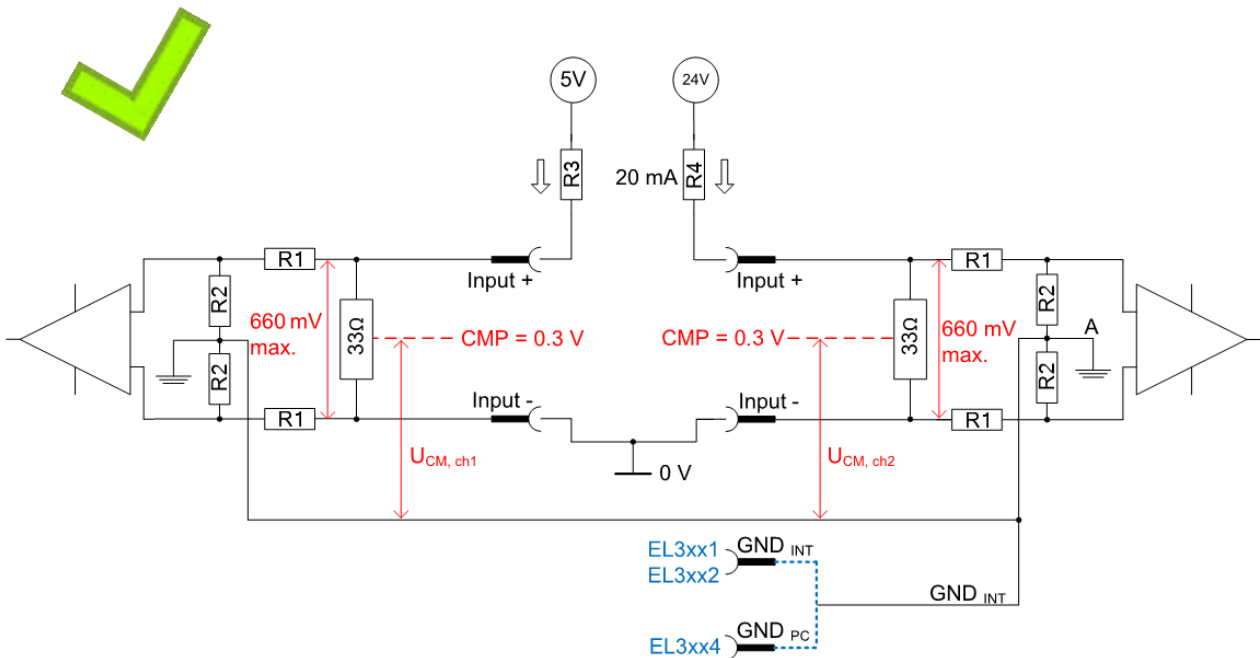 5V
24V
R3
20 mA
R4
R1
Input +
Input +
R1
R2
R2
660 mV
max.
33Ω
CMP = 0.3 V
CMP = 0.3 V
33Ω
660 mV
max.
A
R2
R2
R1
Input -
Input -
R1
UCM, ch1
0 V
UCM, ch2
EL3xx1
GND INT
EL3xx2
GND INT
EL3xx4
GND PC